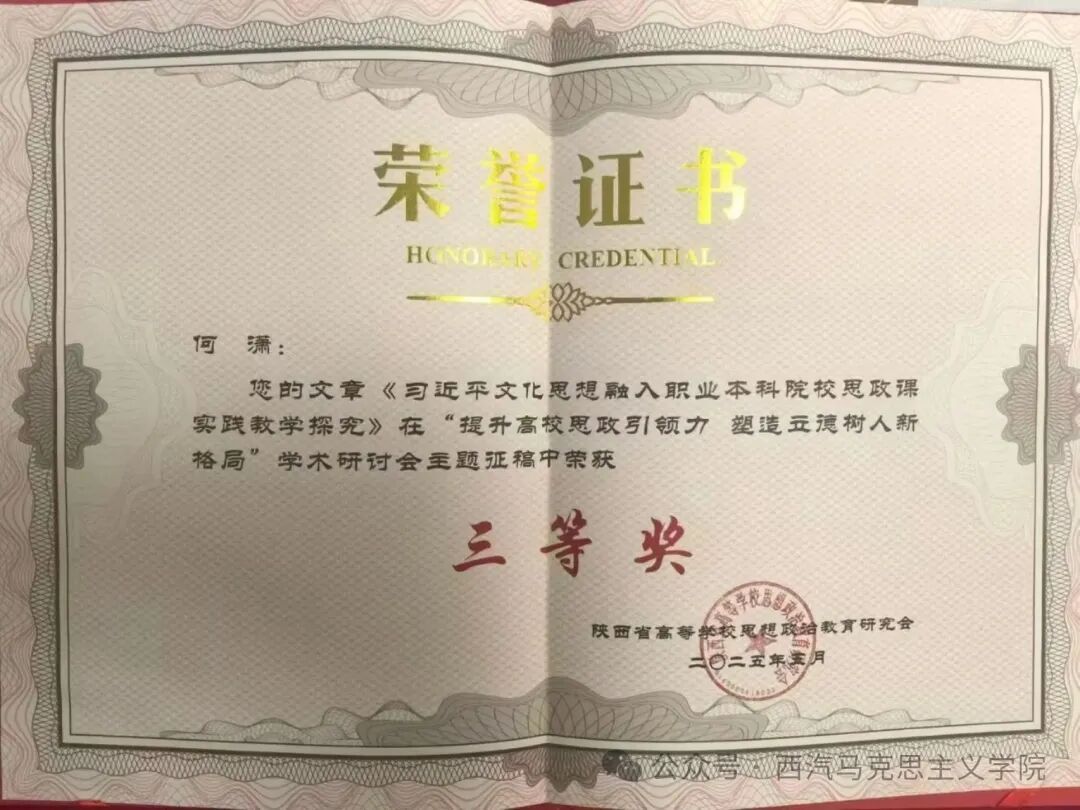 荣誉证书
HONORARY CREDENTIAL
何 潇：
您的文章《习近平文化思想融入职业本科院校思政课
实践教学探究》在“提升高校思政引领力 塑造立德树人新
格局”学术研讨会主题征稿中荣获
三等奖
陕西省高等学校思想政治教育研究会
二〇二五年五月
公众号·西汽马克思主义学院